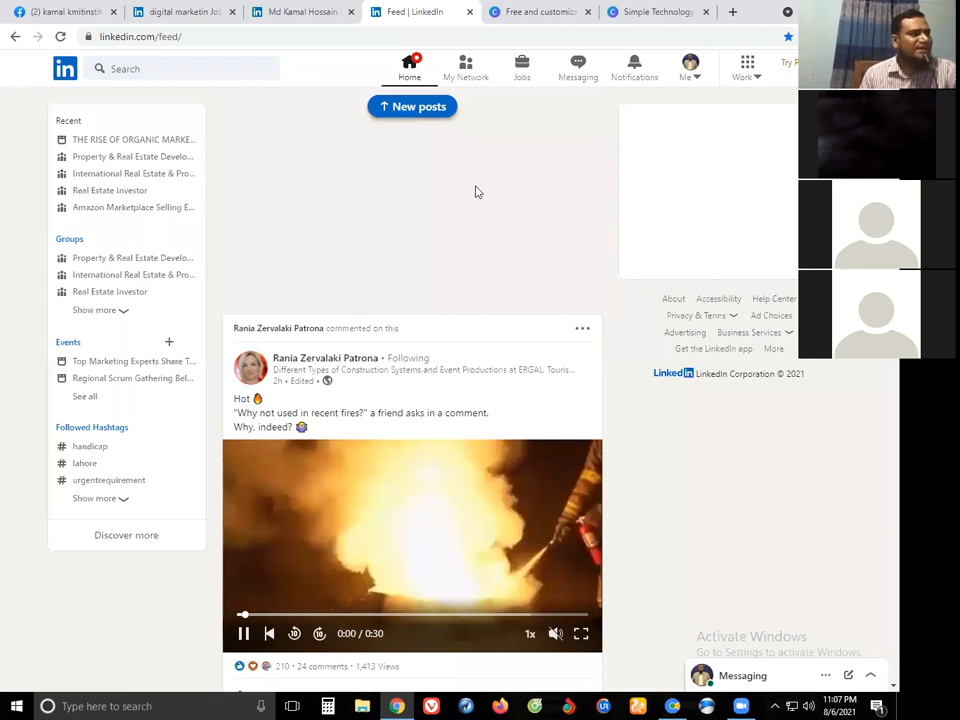 (2) kamal kmitinstit
digital marketin Jol
Md Kamal Hossain
Feed | LinkedIn
Free and customiza
Simple Technology
linkedin.com/feed/
in
Search
Home
My Network
Jobs
Messaging
Notifications
Me
Work
Try P
New posts
Recent
THE RISE OF ORGANIC MARKE...
Property & Real Estate Develo...
International Real Estate & Pro...
Real Estate Investor
Amazon Marketplace Selling E...
Groups
Property & Real Estate Develo...
International Real Estate & Pro...
Real Estate Investor
Show more
Events
Top Marketing Experts Share T...
Regional Scrum Gathering Bel...
See all
Followed Hashtags
# handicap
# lahore
# urgentrequirement
Show more
Discover more
Rania Zervalaki Patrona commented on this
Rania Zervalaki Patrona • Following
Different Types of Construction Systems and Event Productions at ERGAL, Touris...
2h • Edited •
Hot 🔥
"Why not used in recent fires?" a friend asks in a comment.
Why, indeed? 🤷
0:00 / 0:30
1x
210 • 24 comments • 1,413 Views
About Accessibility Help Center
Privacy & Terms Ad Choices
Advertising Business Services
Get the LinkedIn app More
LinkedIn LinkedIn Corporation © 2021
Activate Windows
Go to Settings to activate Windows.
Messaging
Type here to search
11:07 PM
8/6/2021
1